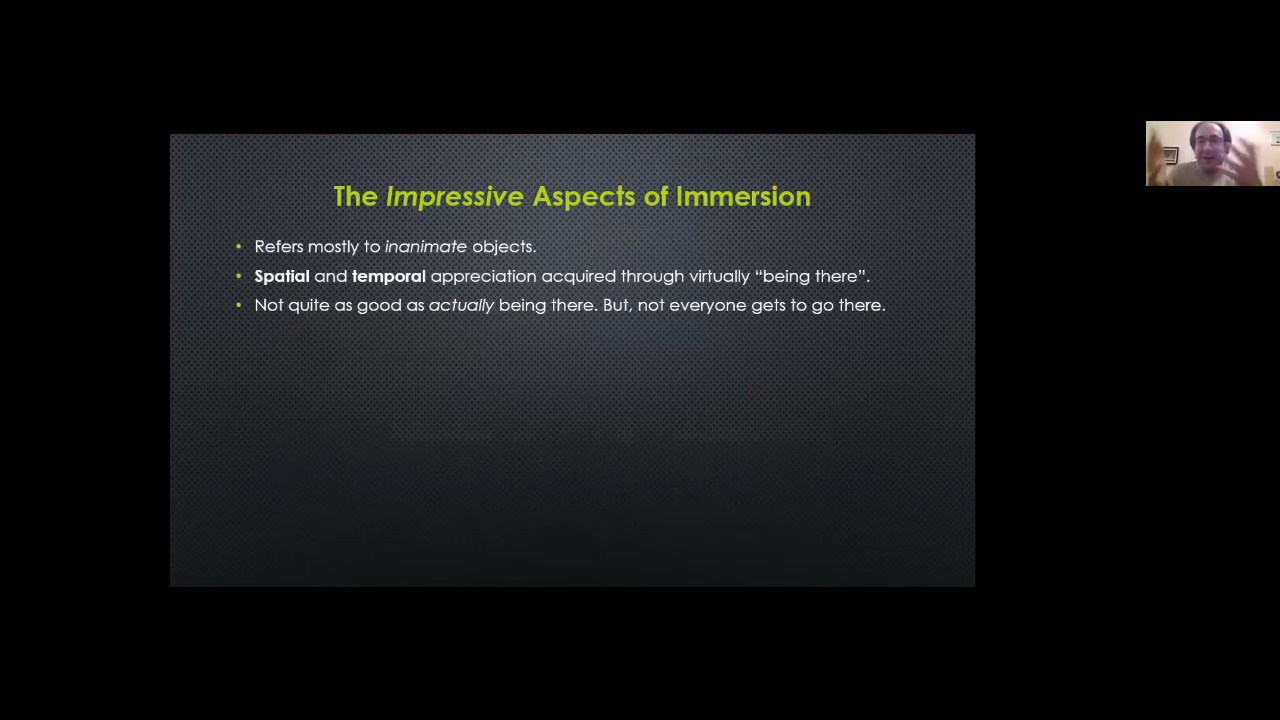 The Impressive Aspects of Immersion
• Refers mostly to inanimate objects.
• Spatial and temporal appreciation acquired through virtually “being there”.
• Not quite as good as actually being there. But, not everyone gets to go there.